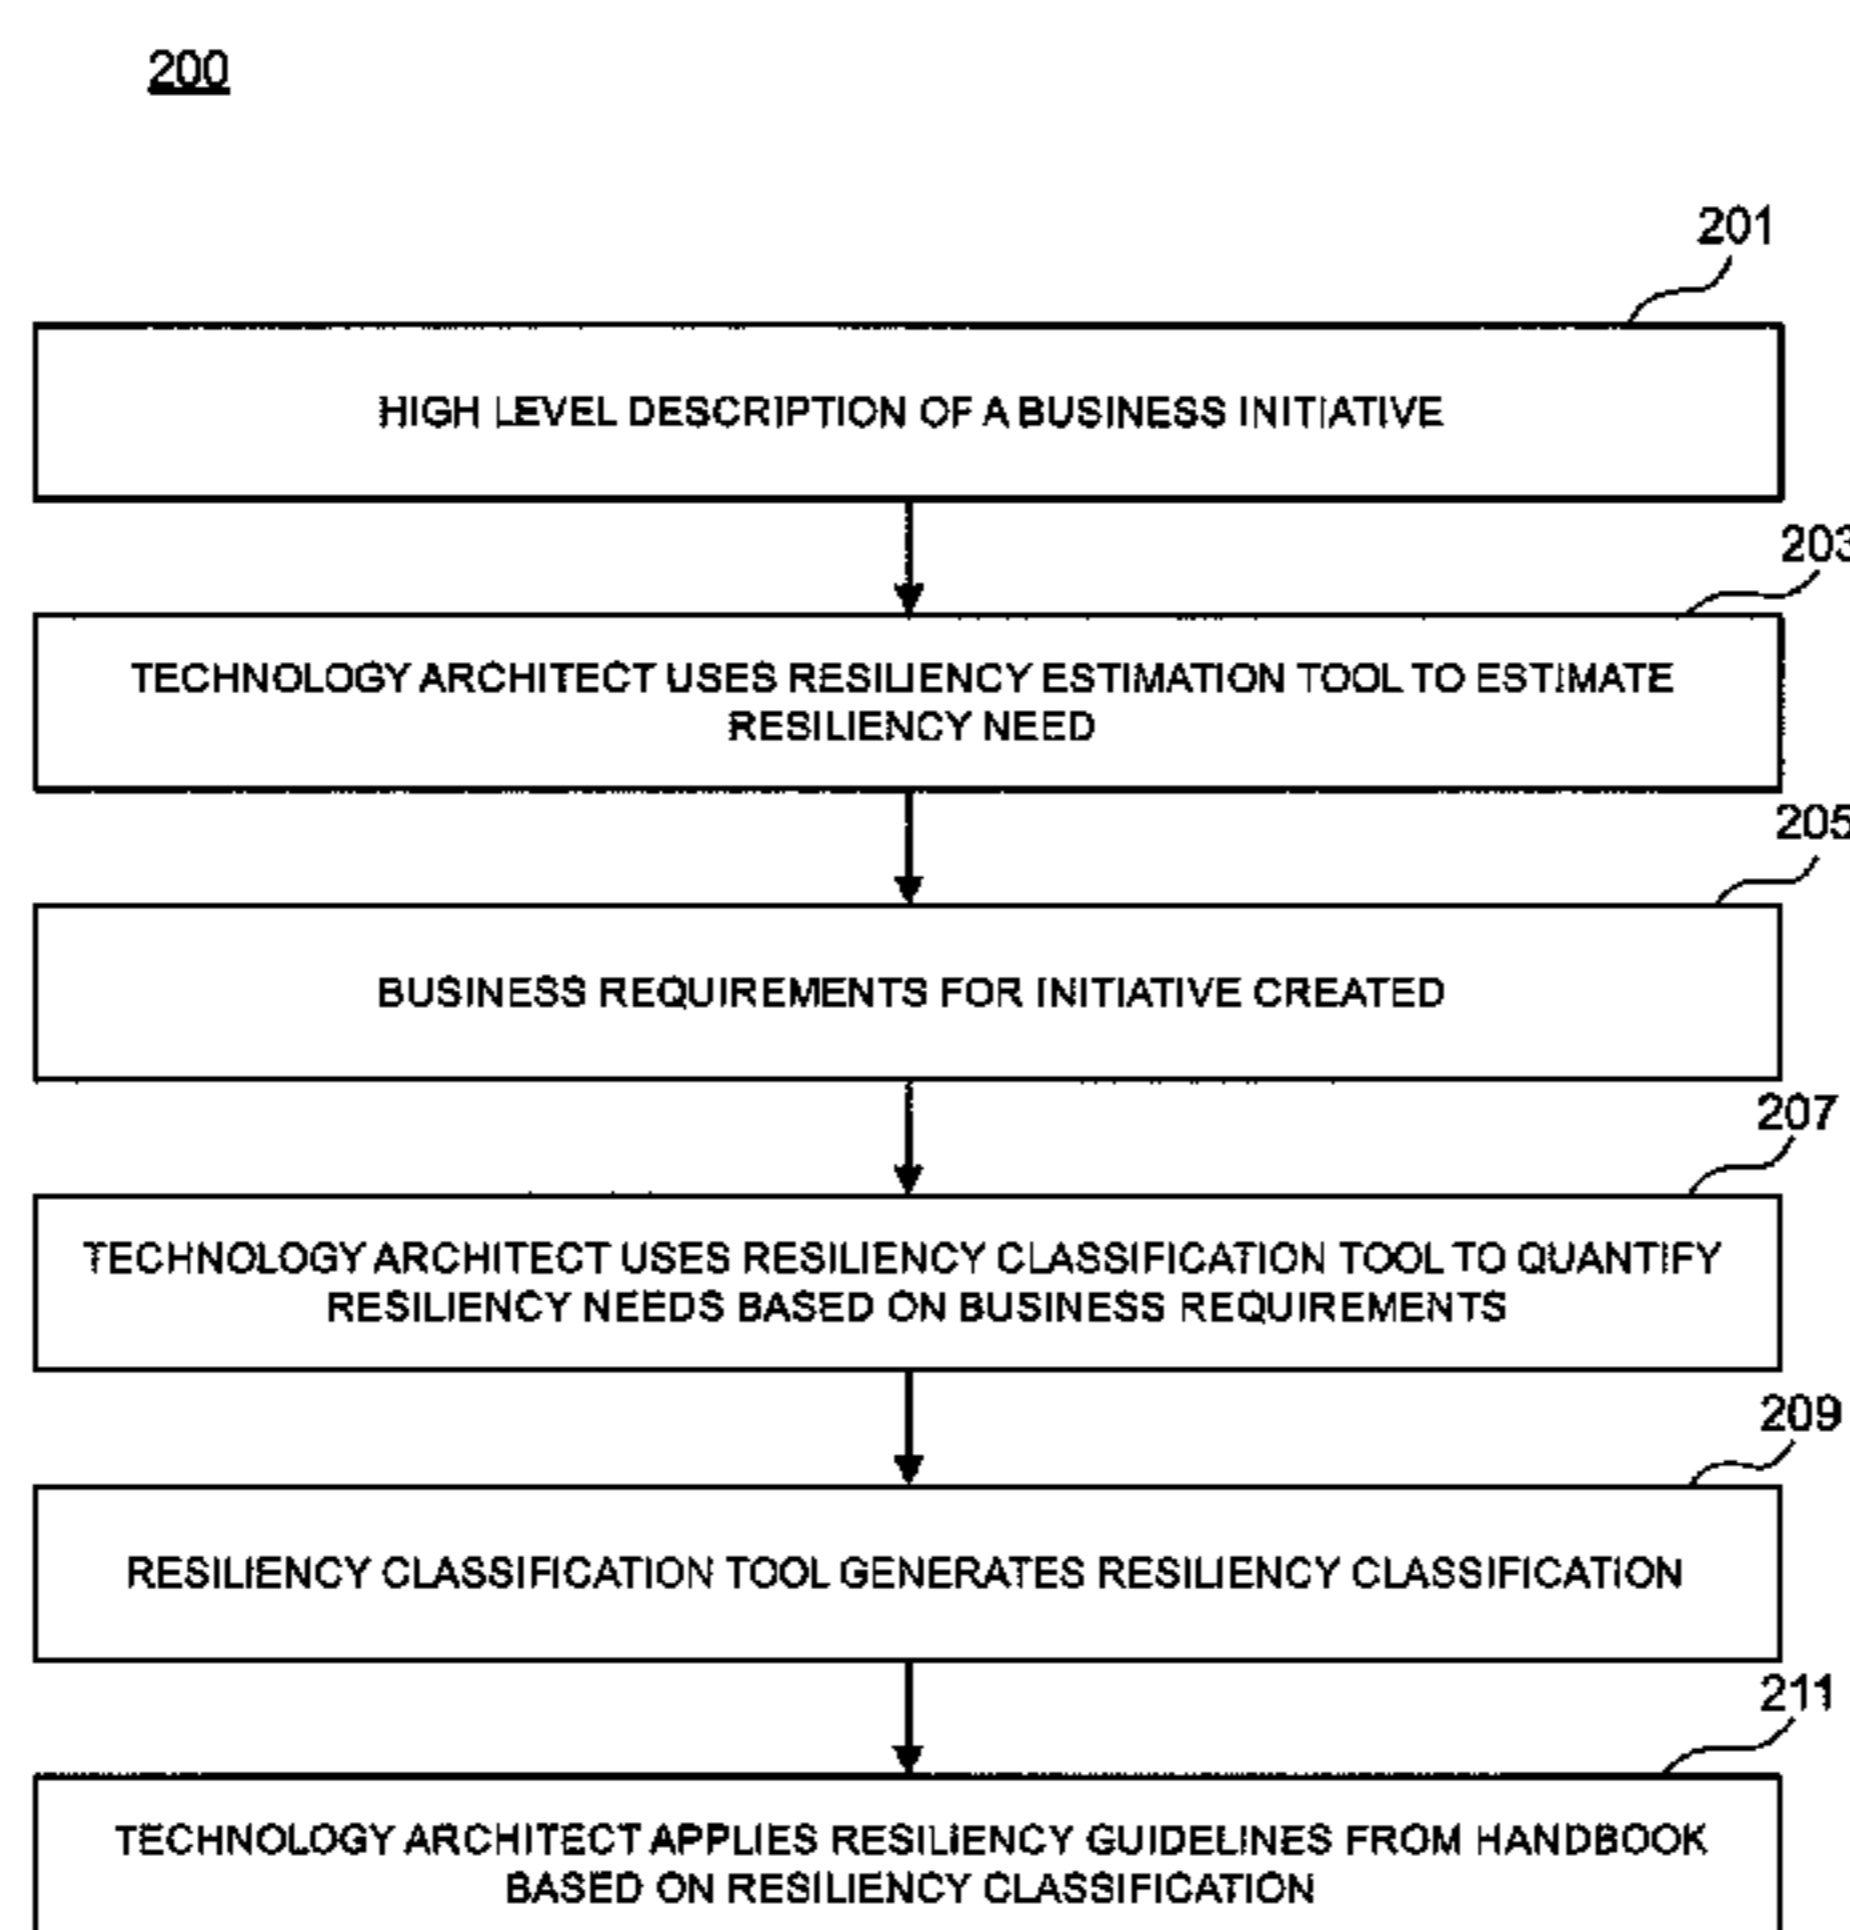 200
201
HIGH LEVEL DESCRIPTION OF A BUSINESS INITIATIVE
203
TECHNOLOGY ARCHITECT USES RESILIENCY ESTIMATION TOOL TO ESTIMATE
RESILIENCY NEED
205
BUSINESS REQUIREMENTS FOR INITIATIVE CREATED
207
TECHNOLOGY ARCHITECT USES RESILIENCY CLASSIFICATION TOOL TO QUANTIFY
RESILIENCY NEEDS BASED ON BUSINESS REQUIREMENTS
209
RESILIENCY CLASSIFICATION TOOL GENERATES RESILIENCY CLASSIFICATION
211
TECHNOLOGY ARCHITECT APPLIES RESILIENCY GUIDELINES FROM HANDBOOK
BASED ON RESILIENCY CLASSIFICATION